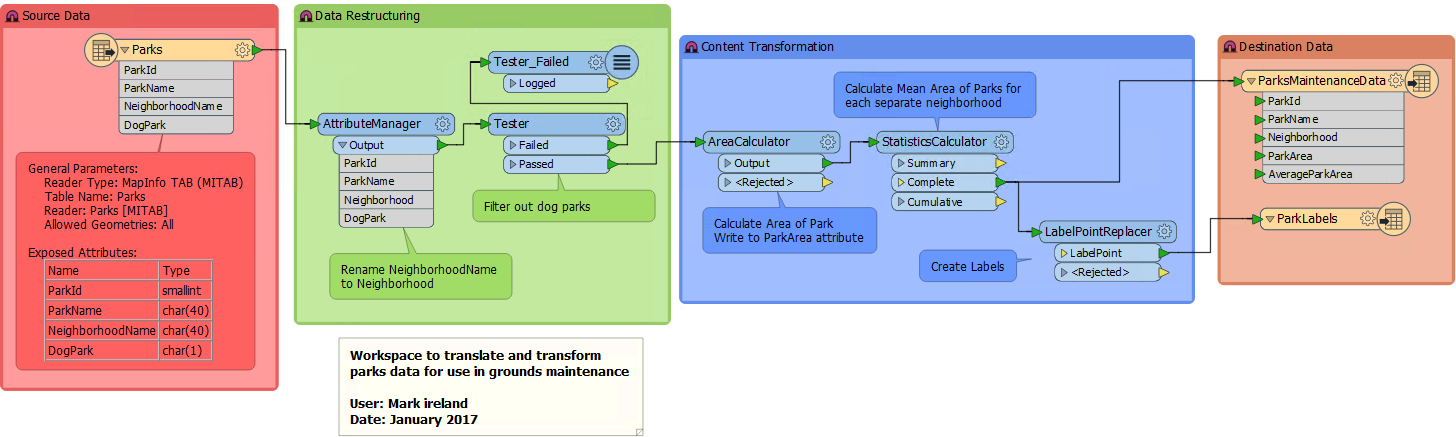 Source Data
Parks
ParkId
ParkName
NeighborhoodName
DogPark
General Parameters:
Reader Type: MapInfo TAB (MITAB)
Table Name: Parks
Reader: Parks [MITAB]
Allowed Geometries: All
Exposed Attributes:
Name Type
ParkId smallint
ParkName char(40)
NeighborhoodName char(40)
DogPark char(1)
Data Restructuring
AttributeManager
Output
ParkId
ParkName
Neighborhood
DogPark
Rename NeighborhoodName
to Neighborhood
Tester_Failed
Logged
Tester
Failed
Passed
Filter out dog parks
Content Transformation
AreaCalculator
Output
<Rejected>
Calculate Area of Park
Write to ParkArea attribute
Calculate Mean Area of Parks for
each separate neighborhood
StatisticsCalculator
Summary
Complete
Cumulative
Create Labels
LabelPointReplacer
LabelPoint
<Rejected>
Destination Data
ParksMaintenanceData
ParkId
ParkName
Neighborhood
ParkArea
AverageParkArea
ParkLabels
Workspace to translate and transform
parks data for use in grounds maintenance
User: Mark ireland
Date: January 2017